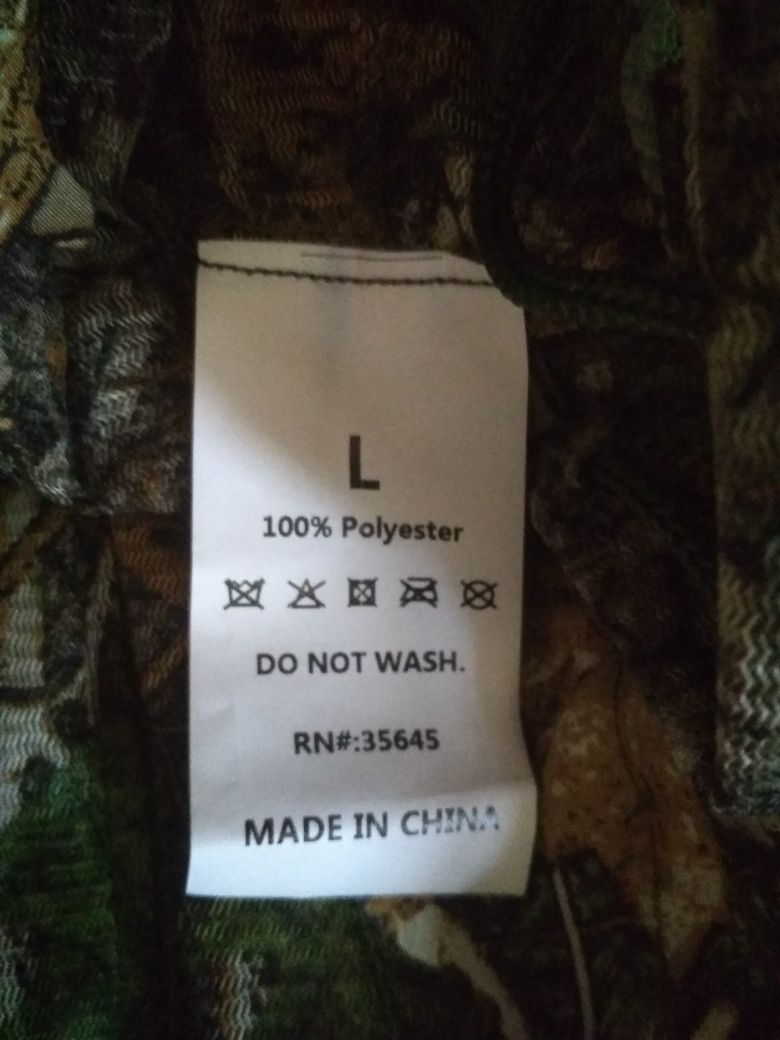 L
100% Polyester
DO NOT WASH.
RN#:35645
MADE IN CHINA